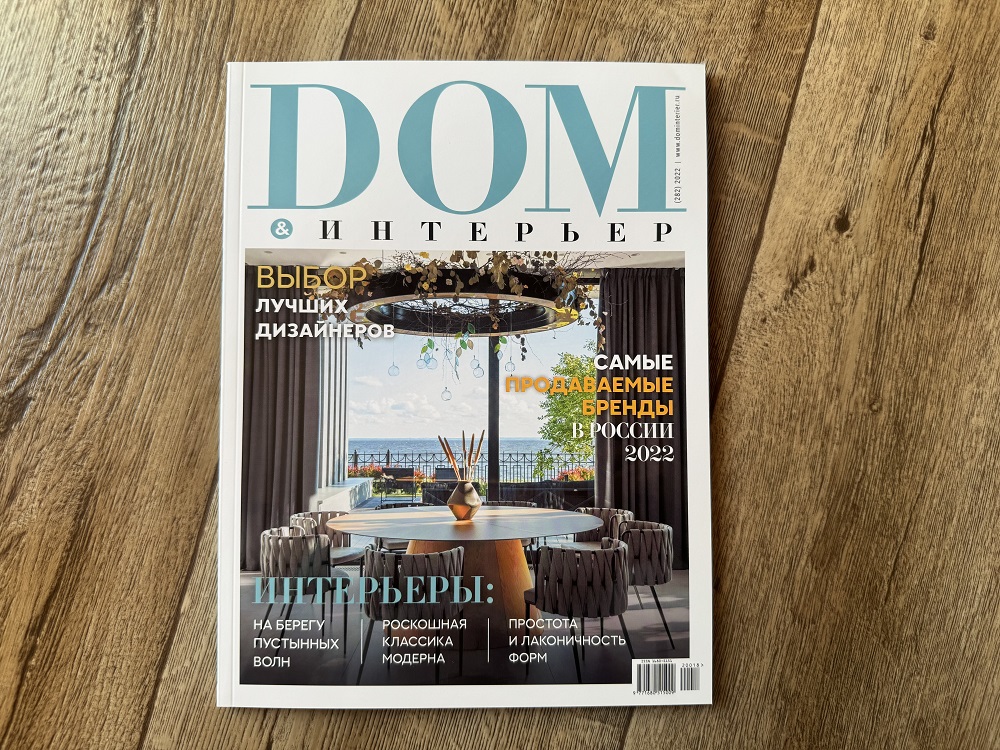 DOM
& ИНТЕРЬЕР
(282) 2022 | www.dominterier.ru
ВЫБОР
ЛУЧШИХ
ДИЗАЙНЕРОВ
САМЫЕ
ПРОДАВАЕМЫЕ
БРЕНДЫ
В РОССИИ
2022
ИНТЕРЬЕРЫ:
НА БЕРЕГУ
ПУСТЫННЫХ
ВОЛН
РОСКОШНАЯ
КЛАССИКА
МОДЕРНА
ПРОСТОТА
И ЛАКОНИЧНОСТЬ
ФОРМ
20018>